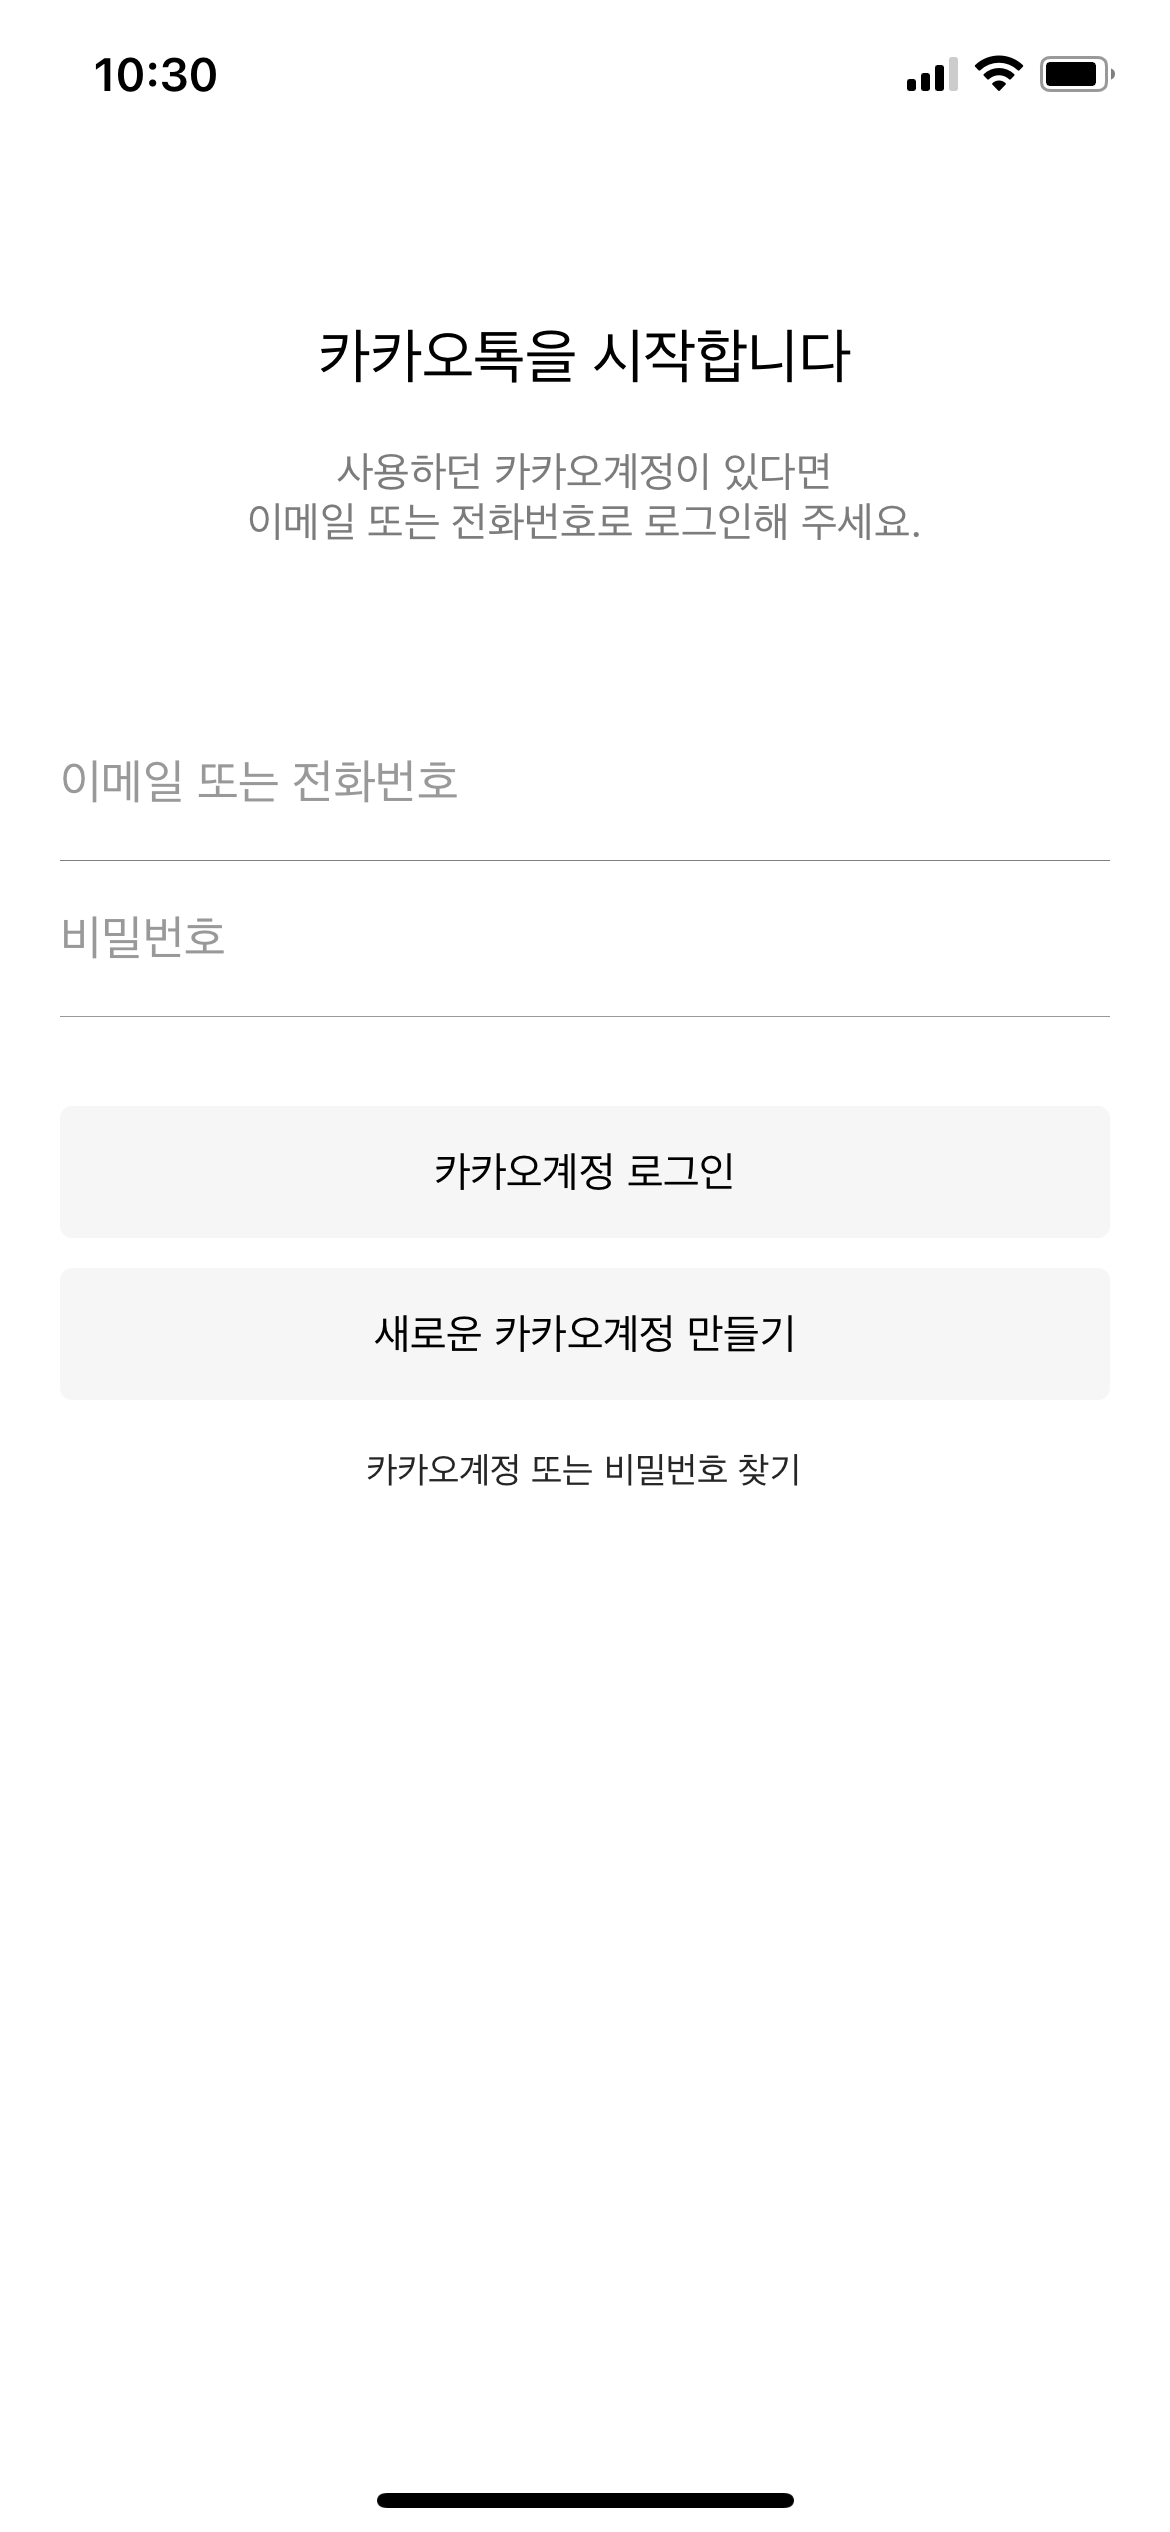 10:30
카카오톡을 시작합니다
사용하던 카카오계정이 있다면
이메일 또는 전화번호로 로그인해 주세요.
이메일 또는 전화번호
비밀번호
카카오계정 로그인
새로운 카카오계정 만들기
카카오계정 또는 비밀번호 찾기